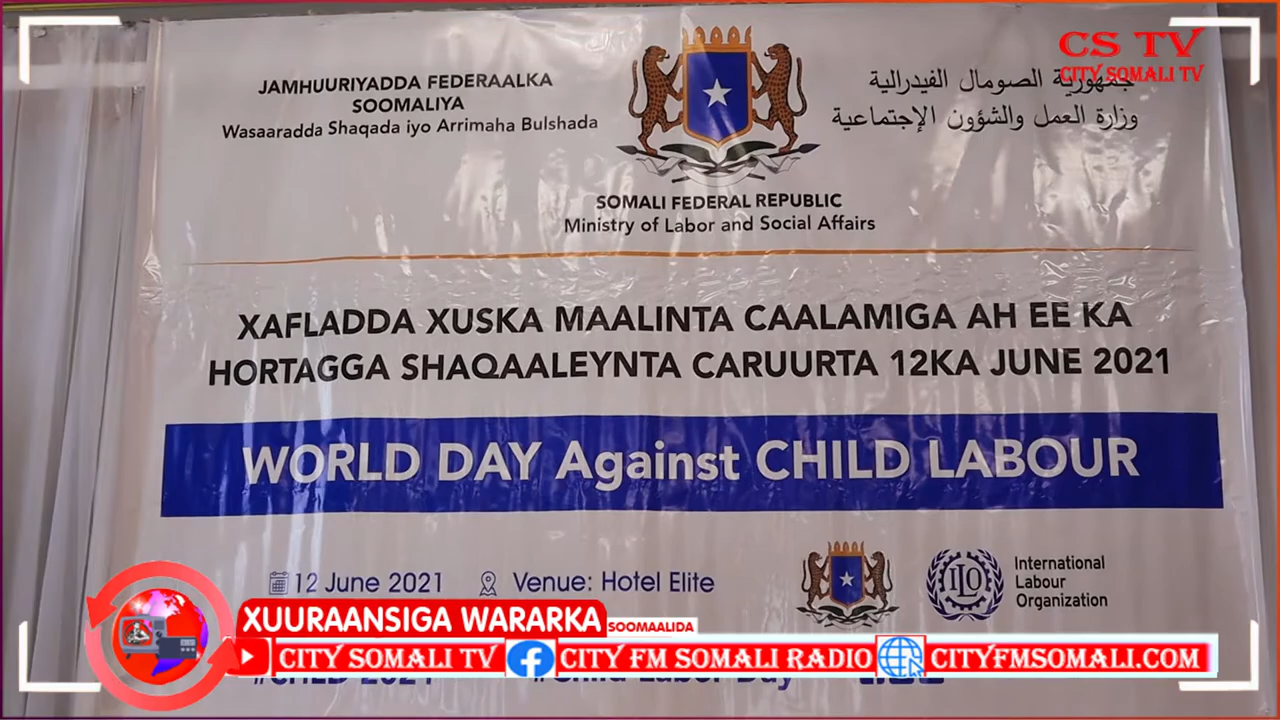 CS TV
CITY SOMALI TV
JAMHUURIYADDA FEDERAALKA
SOOMALIYA
Wasaaradda Shaqada iyo Arrimaha Bulshada
جمهورية الصومال الفيدرالية
وزارة العمل والشؤون الإجتماعية
SOMALI FEDERAL REPUBLIC
Ministry of Labor and Social Affairs
XAFLADDA XUSKA MAALINTA CAALAMIGA AH EE KA
HORTAGGA SHAQAALEYNTA CARUURTA 12KA JUNE 2021
WORLD DAY Against CHILD LABOUR
12 June 2021 Venue: Hotel Elite
ILO
International
Labour
Organization
XUURAANSIGA WARARKA
SOOMAALIDA
CITY SOMALI TV CITY FM SOMALI RADIO CITYFMSOMALI.COM